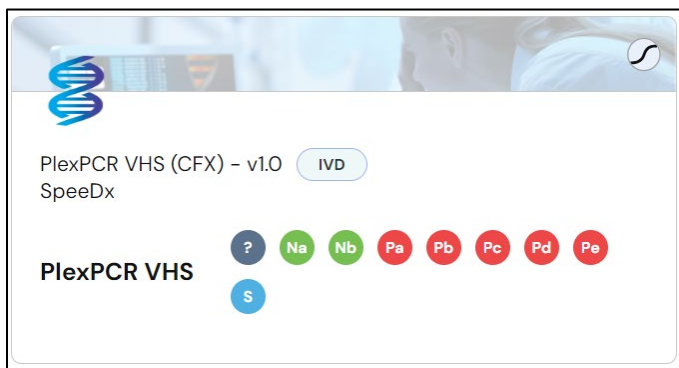 PlexPCR VHS (CFX) - v1.0 IVD
SpeeDx
PlexPCR VHS ? Na Nb Pa Pb Pc Pd Pe
S